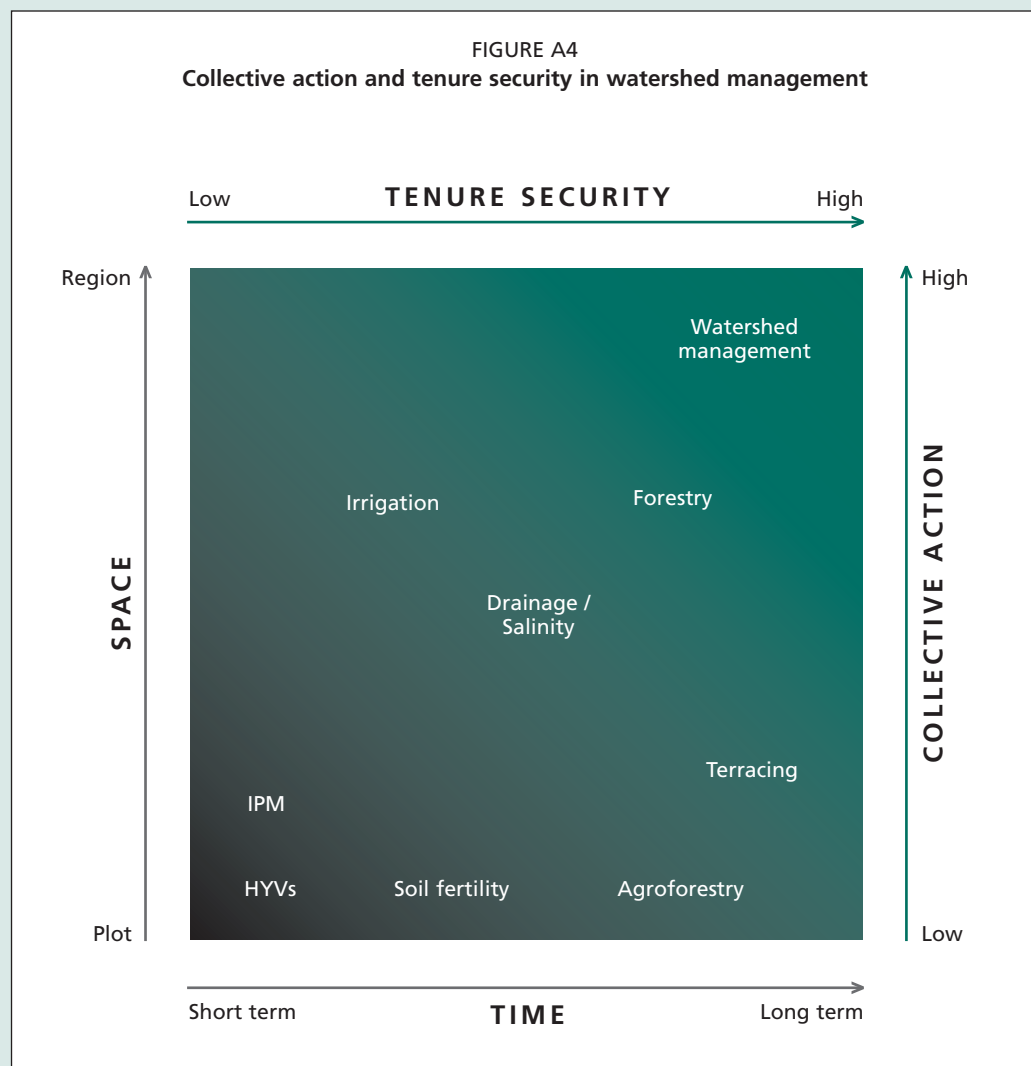 FIGURE A4
Collective action and tenure security in watershed management
Low
TENURE SECURITY
High
Region
High
Watershed
management
Irrigation
Forestry
SPACE
COLLECTIVE ACTION
Drainage /
Salinity
Terracing
IPM
HYVs
Soil fertility
Agroforestry
Plot
Low
Short term
TIME
Long term